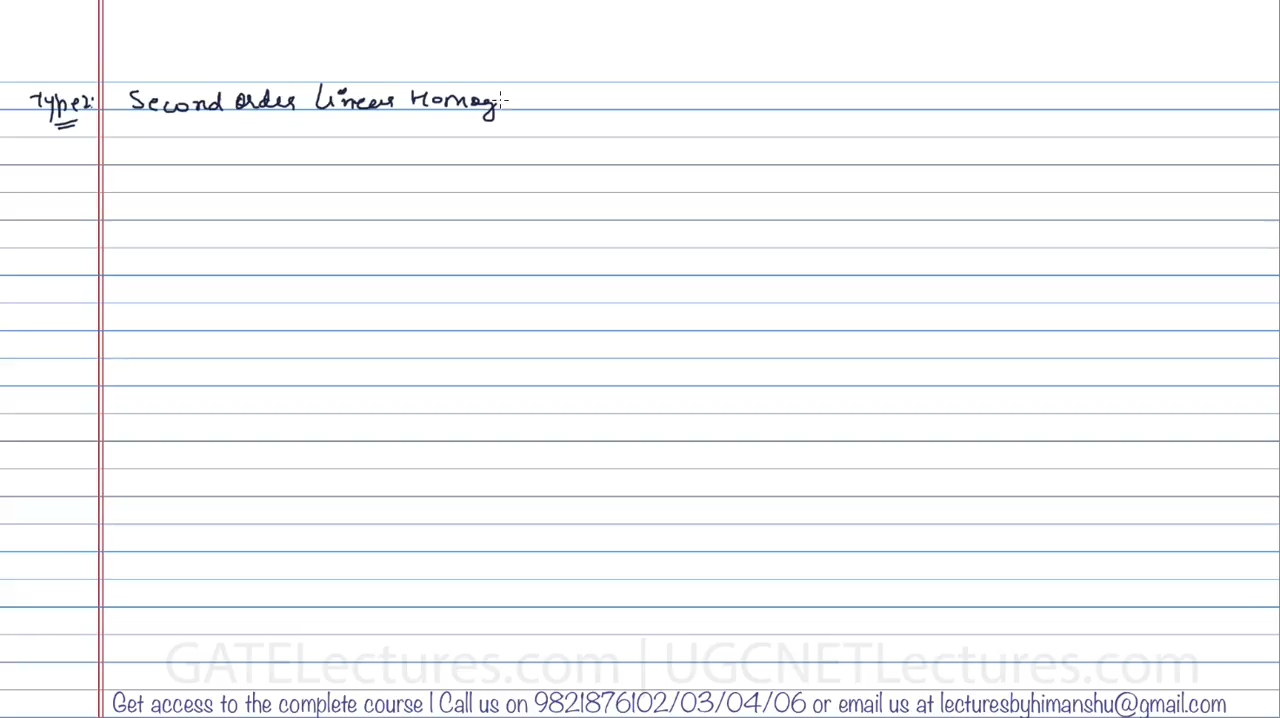 Type2: Second order Linear Homog
GATELectures.com | UGCNETLectures.com
Get access to the complete course | Call us on 9821876102/03/04/06 or email us at lecturesbyhimanshu@gmail.com